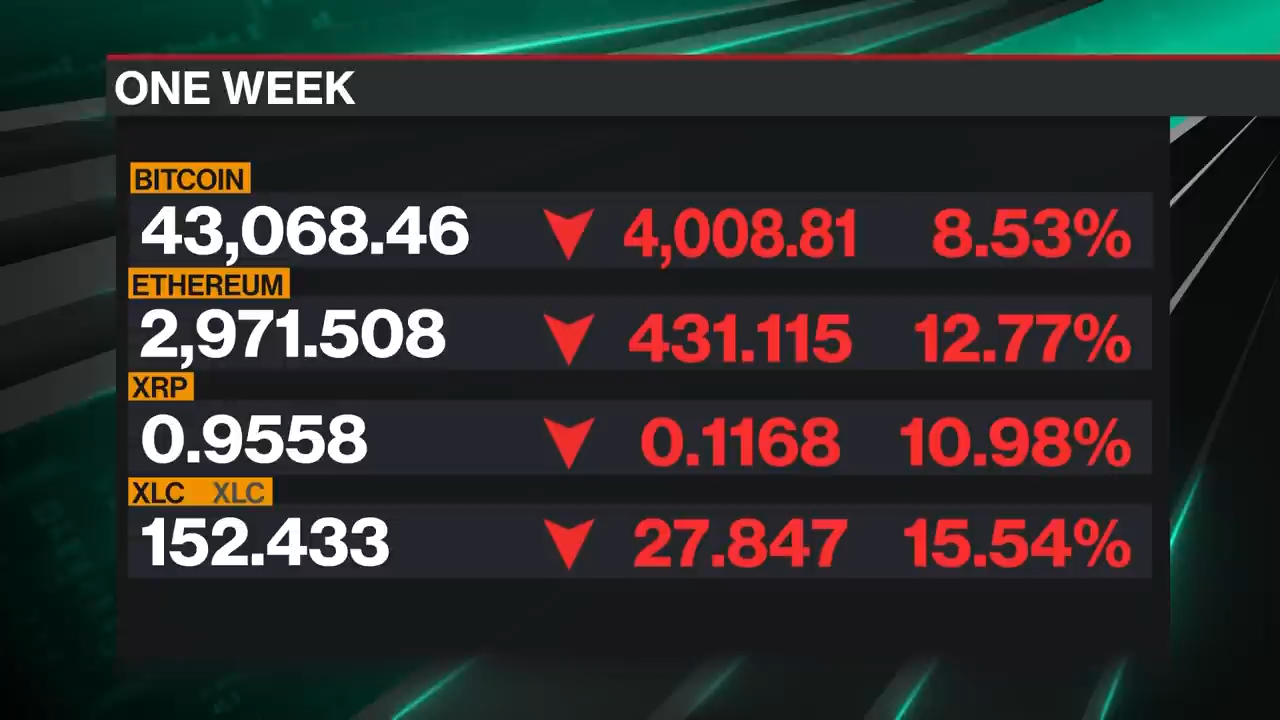 ONE WEEK
BITCOIN
43,068.46 4,008.81 8.53%
ETHEREUM
2,971.508 431.115 12.77%
XRP
0.9558 0.1168 10.98%
XLC XLC
152.433 27.847 15.54%